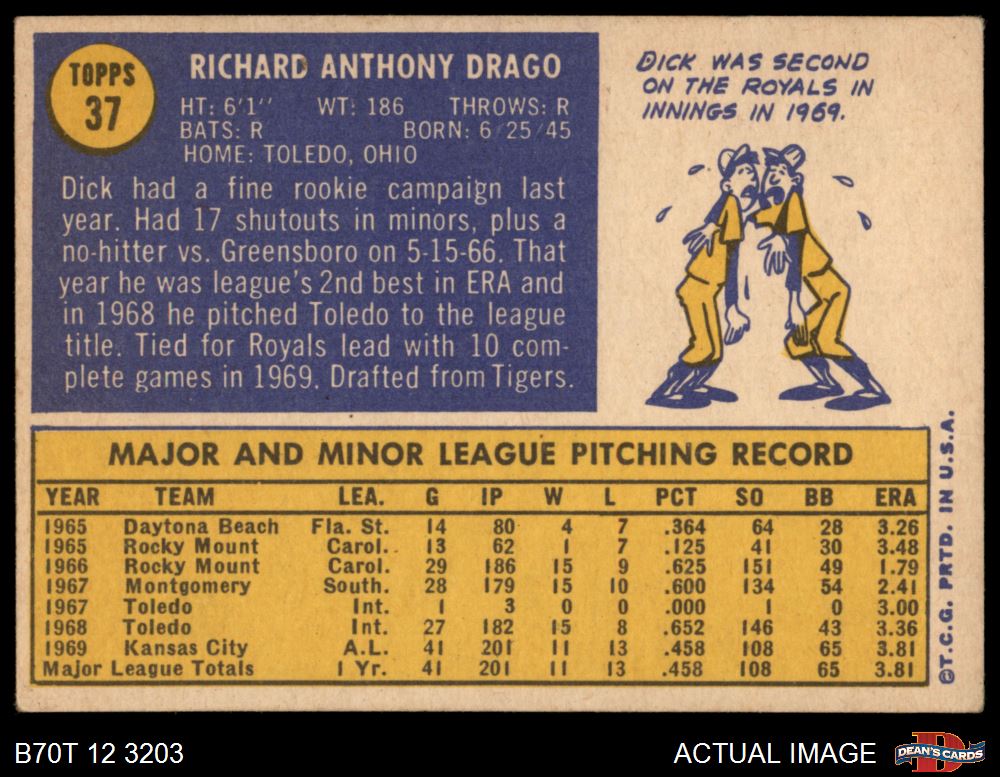 TOPPS
37
RICHARD ANTHONY DRAGO
HT: 6'1" WT: 186 THROWS: R
BATS: R BORN: 6/25/45
HOME: TOLEDO, OHIO
Dick had a fine rookie campaign last
year. Had 17 shutouts in minors, plus a
no-hitter vs. Greensboro on 5-15-66. That
year he was league's 2nd best in ERA and
in 1968 he pitched Toledo to the league
title. Tied for Royals lead with 10 com-
plete games in 1969. Drafted from Tigers.
DICK WAS SECOND
ON THE ROYALS IN
INNINGS IN 1969.
MAJOR AND MINOR LEAGUE PITCHING RECORD
YEAR TEAM LEA. G IP W L PCT SO BB ERA
1965 Daytona Beach Fla. St. 14 80 4 7 .364 64 28 3.26
1965 Rocky Mount Carol. 13 62 1 7 .125 41 30 3.48
1966 Rocky Mount Carol. 29 186 15 9 .625 151 49 1.79
1967 Montgomery South. 28 179 15 10 .600 134 54 2.41
1967 Toledo Int. 1 3 0 0 .000 1 0 3.00
1968 Toledo Int. 27 182 15 8 .652 146 43 3.36
1969 Kansas City A.L. 41 201 11 13 .458 108 65 3.81
Major League Totals 1 Yr. 41 201 11 13 .458 108 65 3.81
©T.C.G. PRTD. IN U.S.A.
B70T 12 3203
ACTUAL IMAGE
D
DEAN'S CARDS